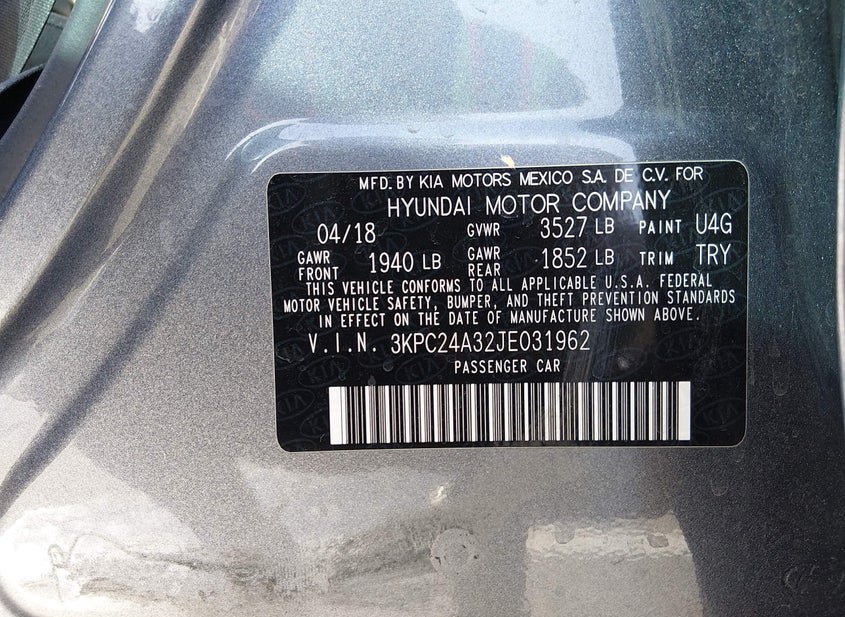 MFD. BY KIA MOTORS MEXICO S.A. DE C.V. FOR
HYUNDAI MOTOR COMPANY
04/18 GVWR 3527 LB PAINT U4G
GAWR FRONT 1940 LB GAWR REAR 1852 LB TRIM TRY
THIS VEHICLE CONFORMS TO ALL APPLICABLE U.S.A. FEDERAL
MOTOR VEHICLE SAFETY, BUMPER, AND THEFT PREVENTION STANDARDS
IN EFFECT ON THE DATE OF MANUFACTURE SHOWN ABOVE.
V.I.N. 3KPC24A32JE031962
PASSENGER CAR